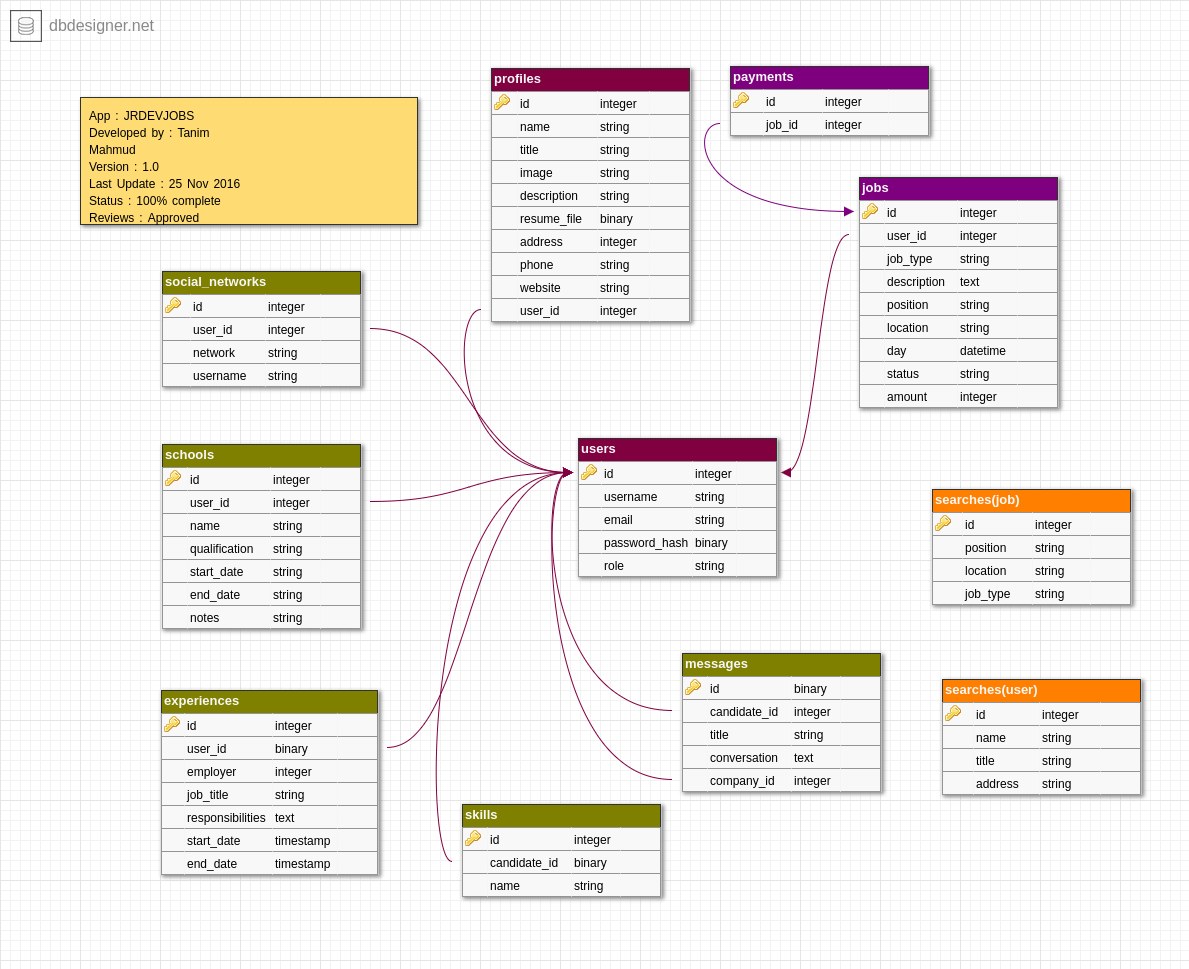 dbdesigner.net
App : JRDEVJOBS
Developed by : Tanim
Mahmud
Version : 1.0
Last Update : 25 Nov 2016
Status : 100% complete
Reviews : Approved
profiles
id integer
name string
title string
image string
description string
resume_file binary
address integer
phone string
website string
user_id integer
payments
id integer
job_id integer
jobs
id integer
user_id integer
job_type string
description text
position string
location string
day datetime
status string
amount integer
social_networks
id integer
user_id integer
network string
username string
schools
id integer
user_id integer
name string
qualification string
start_date string
end_date string
notes string
users
id integer
username string
email string
password_hash binary
role string
searches(job)
id integer
position string
location string
job_type string
experiences
id integer
user_id binary
employer integer
job_title string
responsibilities text
start_date timestamp
end_date timestamp
messages
id binary
candidate_id integer
title string
conversation text
company_id integer
searches(user)
id integer
name string
title string
address string
skills
id integer
candidate_id binary
name string